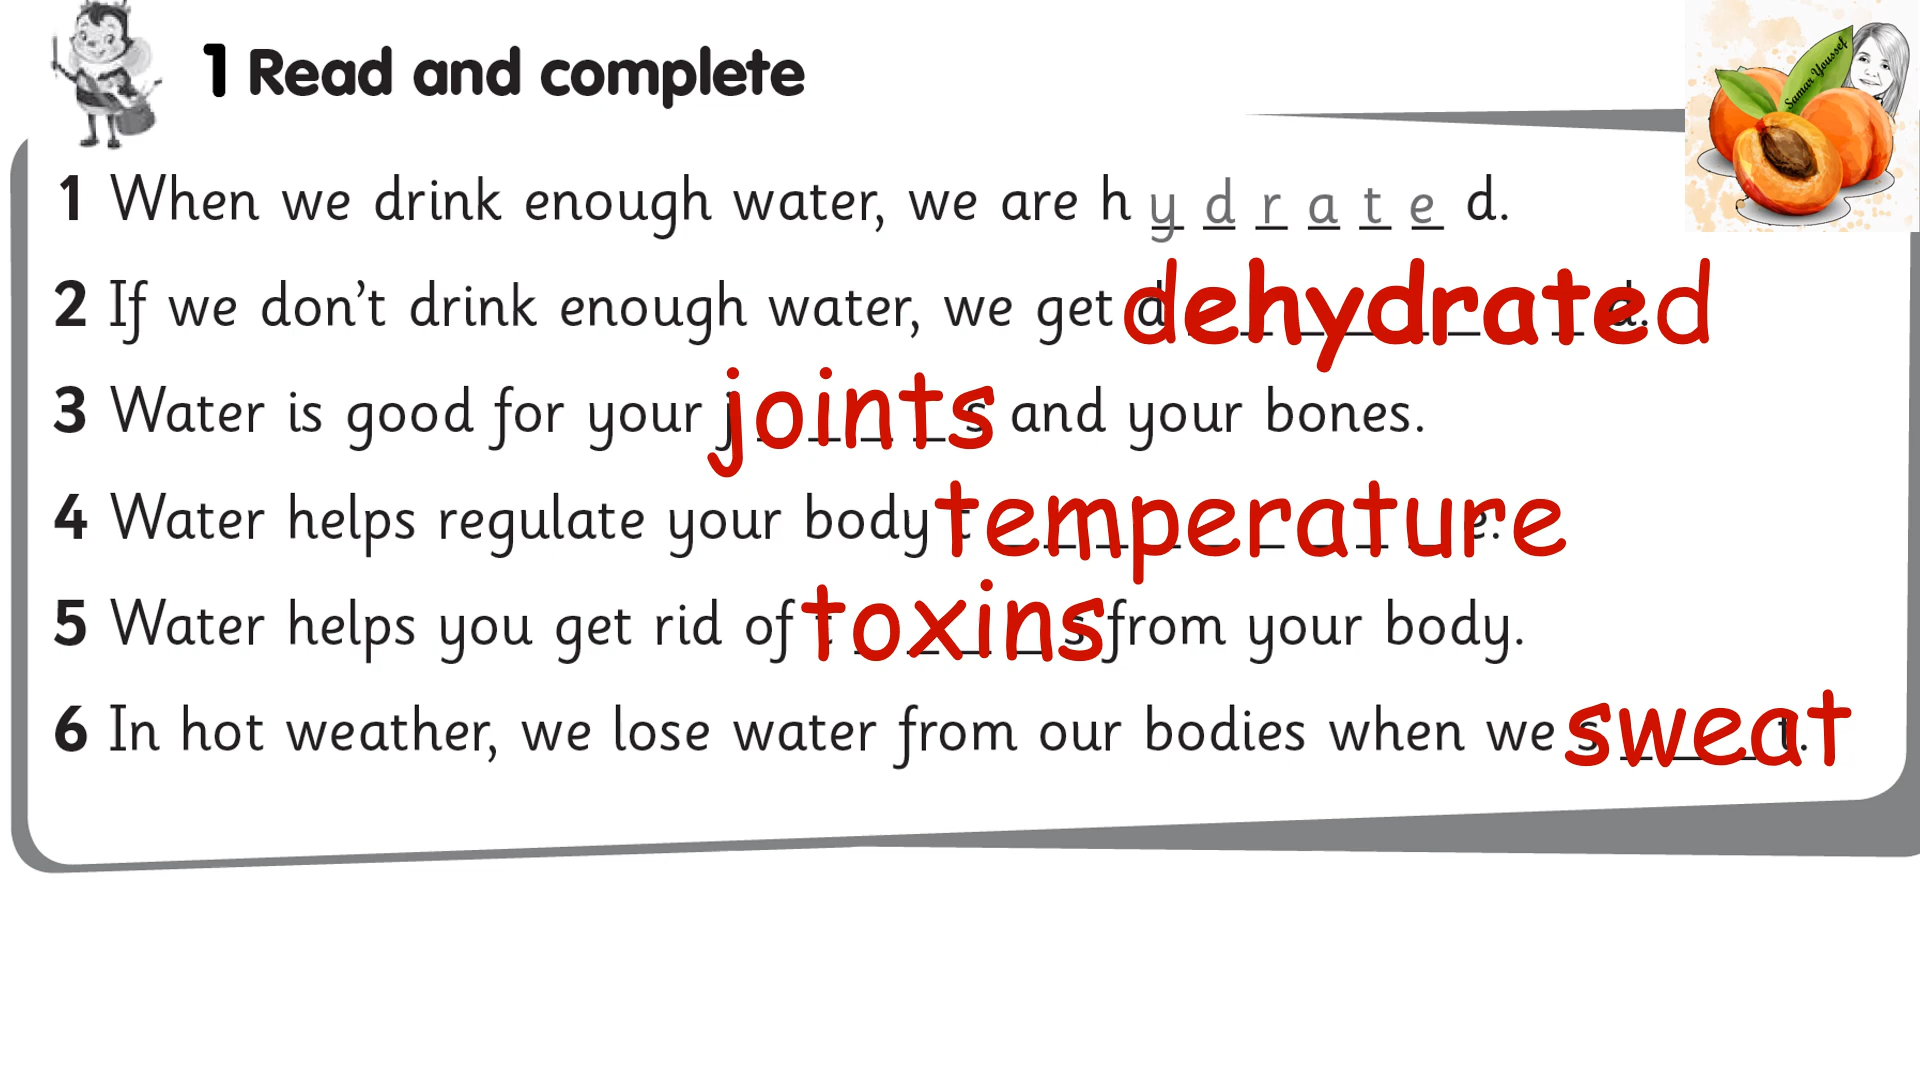 1 Read and complete
Samar Youssef
1 When we drink enough water, we are h y d r a t e d.
2 If we don't drink enough water, we get dehydrated
3 Water is good for your joints and your bones.
4 Water helps regulate your body temperature
5 Water helps you get rid of toxins from your body.
6 In hot weather, we lose water from our bodies when we sweat